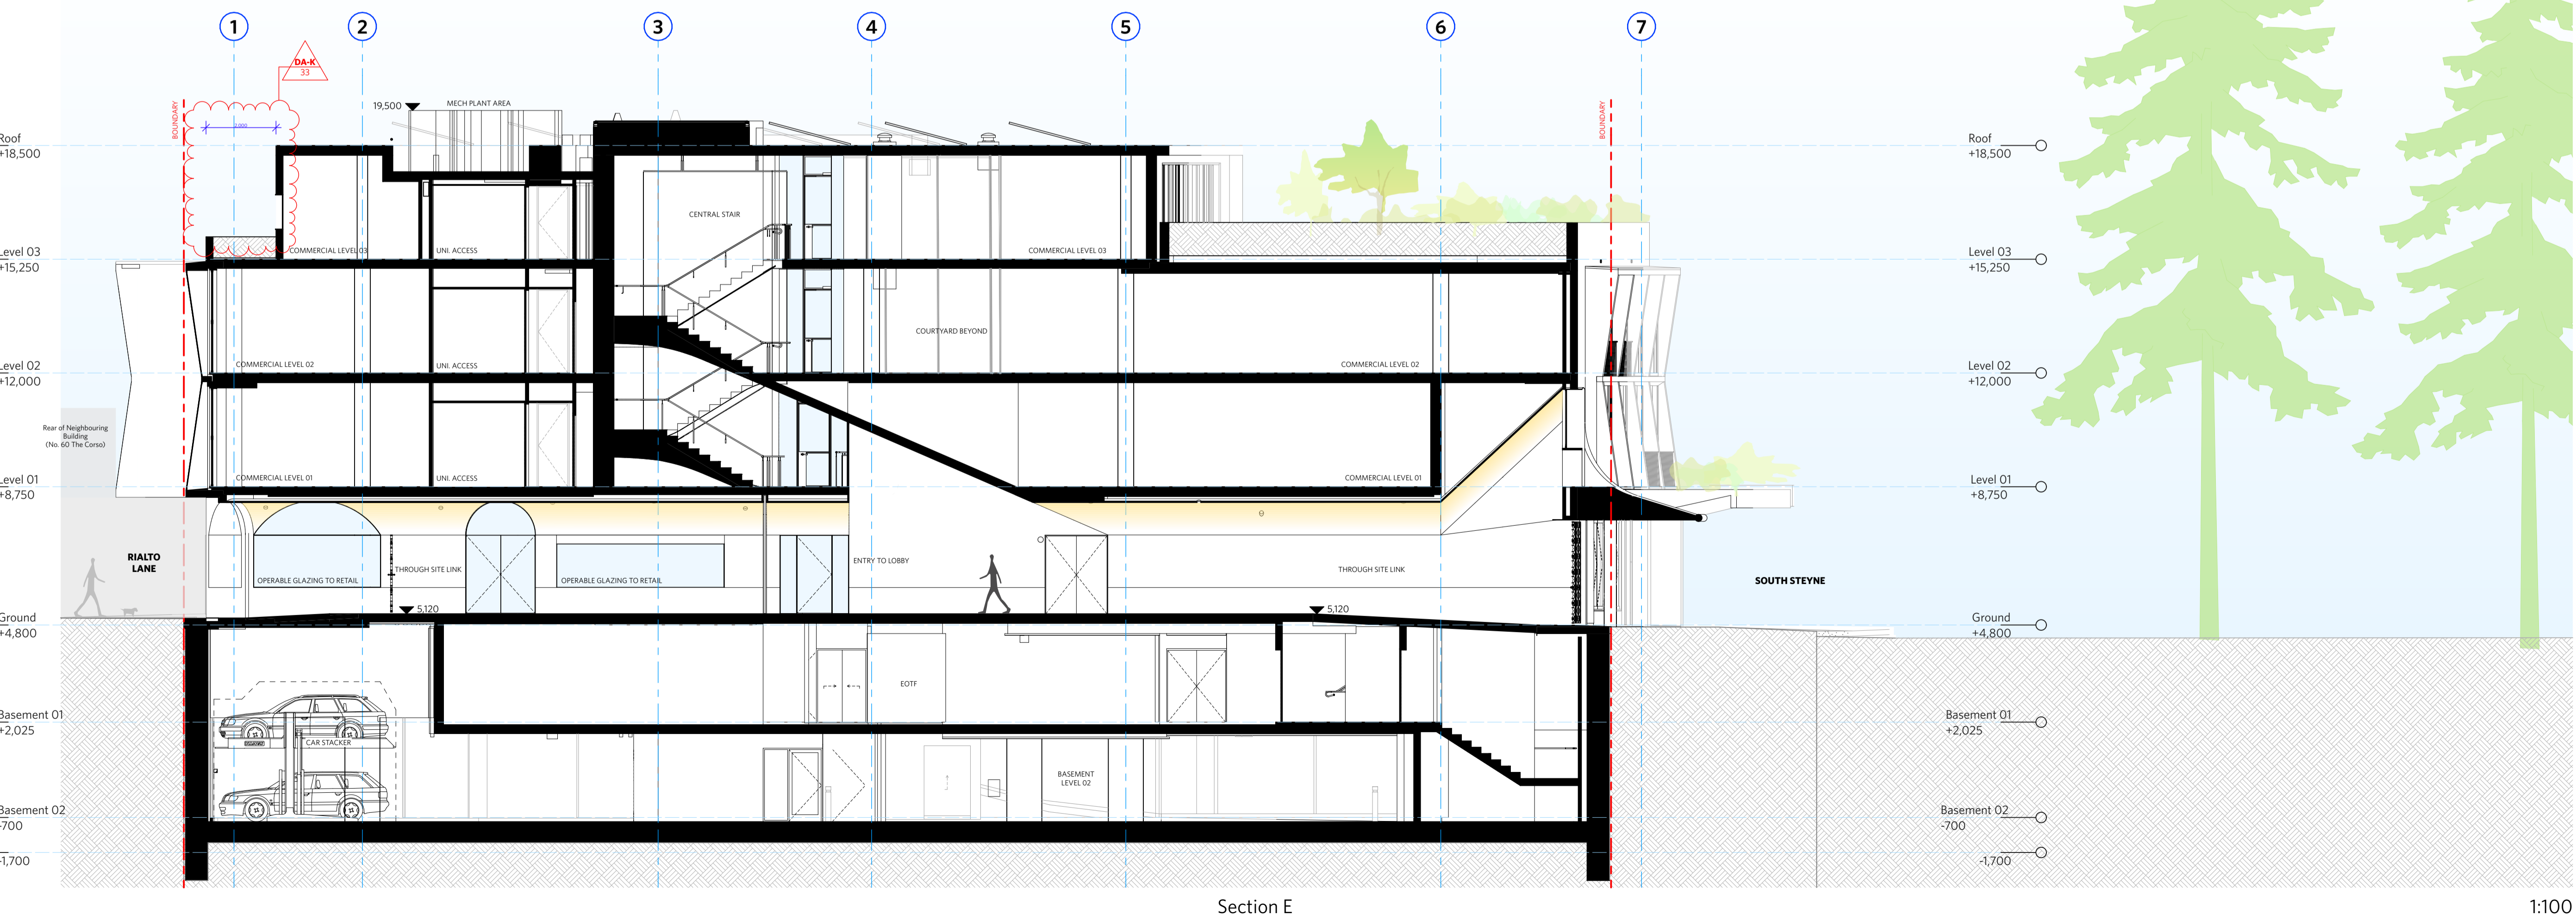 1
2
3
4
5
6
7
DA-K
33
2,000
BOUNDARY
BOUNDARY
19,500
MECH PLANT AREA
Roof
+18,500
Roof
+18,500
CENTRAL STAIR
COMMERCIAL LEVEL 03
UNI. ACCESS
COMMERCIAL LEVEL 03
Level 03
+15,250
Level 03
+15,250
COURTYARD BEYOND
COMMERCIAL LEVEL 02
UNI. ACCESS
COMMERCIAL LEVEL 02
Level 02
+12,000
Level 02
+12,000
Rear of Neighbouring
Building
(No. 60 The Corso)
COMMERCIAL LEVEL 01
UNI. ACCESS
COMMERCIAL LEVEL 01
Level 01
+8,750
Level 01
+8,750
RIALTO
LANE
OPERABLE GLAZING TO RETAIL
THROUGH SITE LINK
OPERABLE GLAZING TO RETAIL
ENTRY TO LOBBY
THROUGH SITE LINK
SOUTH STEYNE
5,120
5,120
Ground
+4,800
Ground
+4,800
EOTF
Basement 01
+2,025
Basement 01
+2,025
CAR STACKER
BASEMENT
LEVEL 02
Basement 02
-700
Basement 02
-700
-1,700
-1,700
Section E
1:100